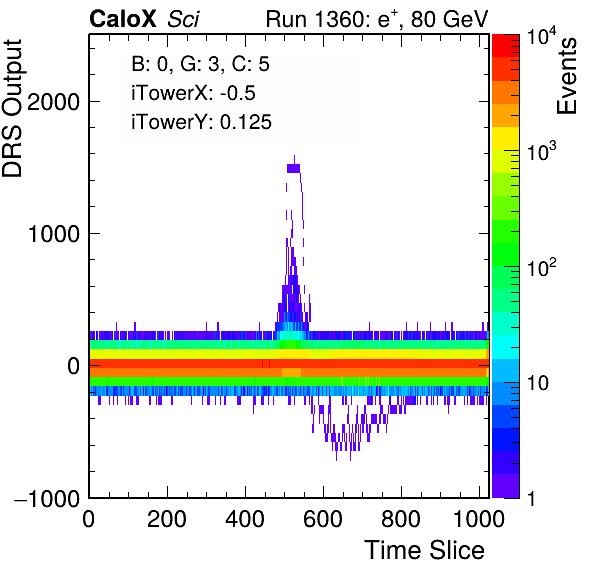 CaloX Sci Run 1360: e⁺, 80 GeV
B: 0, G: 3, C: 5
iTowerX: -0.5
iTowerY: 0.125
DRS Output
2000
1000
0
−1000
0 200 400 600 800 1000
Time Slice
10⁴
10³
10²
10
1
Events